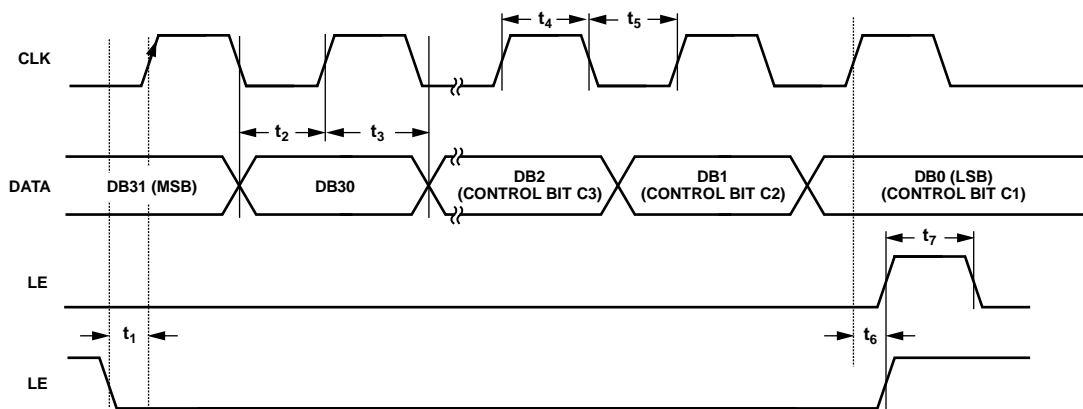 t4
t5
CLK
t2
t3
DATA
DB31 (MSB)
DB30
DB2
(CONTROL BIT C3)
DB1
(CONTROL BIT C2)
DB0 (LSB)
(CONTROL BIT C1)
t7
LE
t1
t6
LE